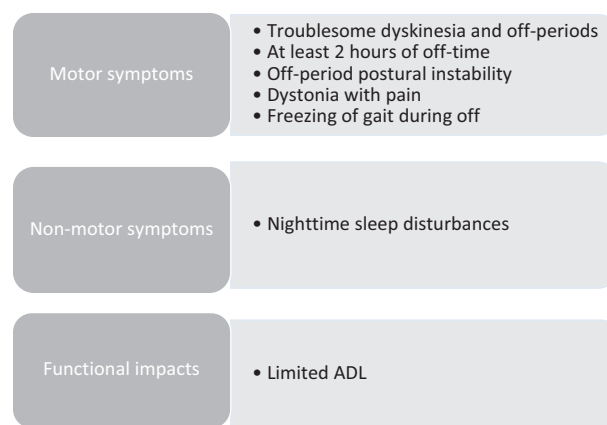 Motor symptoms
• Troublesome dyskinesia and off-periods
• At least 2 hours of off-time
• Off-period postural instability
• Dystonia with pain
• Freezing of gait during off
Non-motor symptoms
• Nighttime sleep disturbances
Functional impacts
• Limited ADL